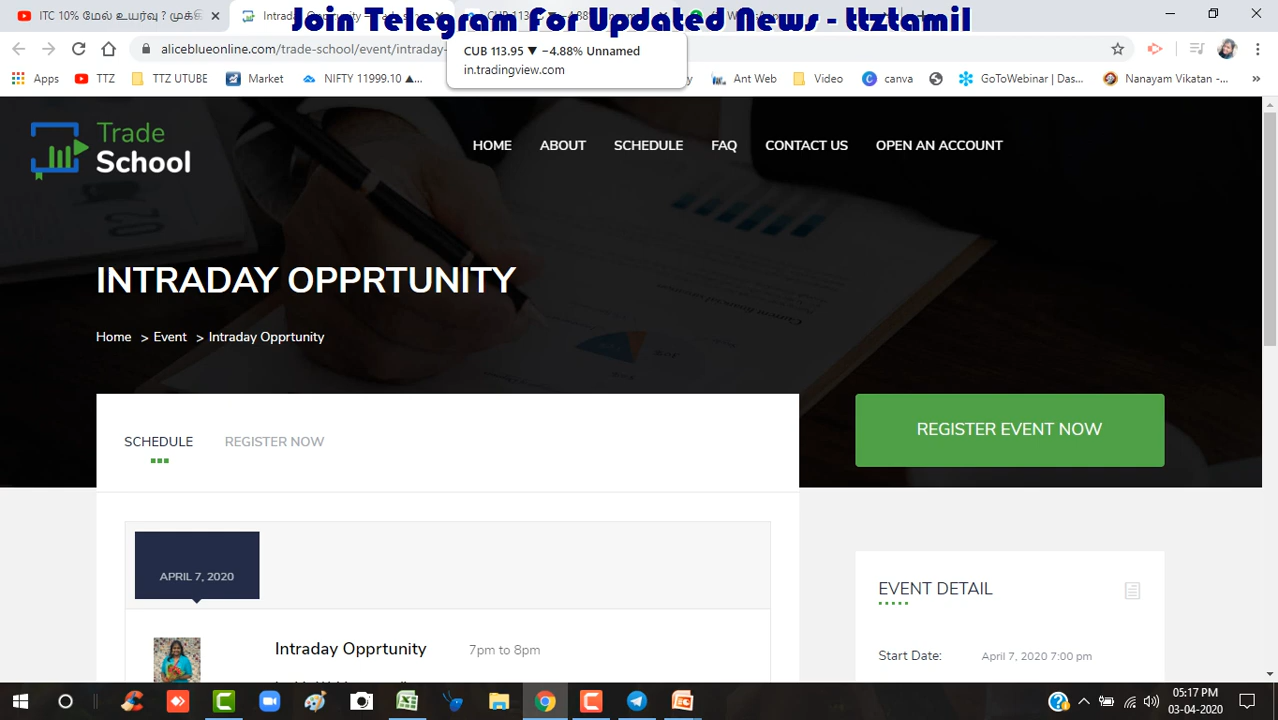 ITC 10% மேல் உயர்வு ? முக்கி
Join Telegram For Updated News - ttztamil
aliceblueonline.com/trade-school/event/intraday-
CUB 113.95 ▼ −4.88% Unnamed
in.tradingview.com
Apps
TTZ
TTZ UTUBE
Market
NIFTY 11999.10 ▲...
Ant Web
Video
canva
GoToWebinar | Das...
Nanayam Vikatan -...
»
Trade
School
HOME
ABOUT
SCHEDULE
FAQ
CONTACT US
OPEN AN ACCOUNT
INTRADAY OPPRTUNITY
Home > Event > Intraday Opprtunity
SCHEDULE
REGISTER NOW
REGISTER EVENT NOW
APRIL 7, 2020
EVENT DETAIL
Intraday Opprtunity
7pm to 8pm
Start Date:
April 7, 2020 7:00 pm
05:17 PM
03-04-2020